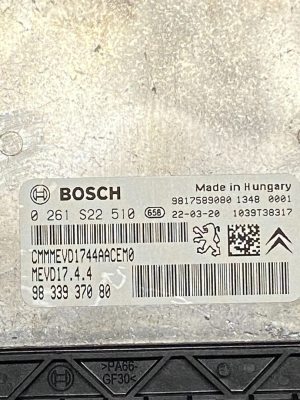 BOSCH
Made in Hungary
9817589080 1348 0001
0 261 S22 510 658 22-03-20 1039T38317
CMMMEVD1744AACEM0
MEVD17.4.4
98 339 370 80
>PA66-
GF30<